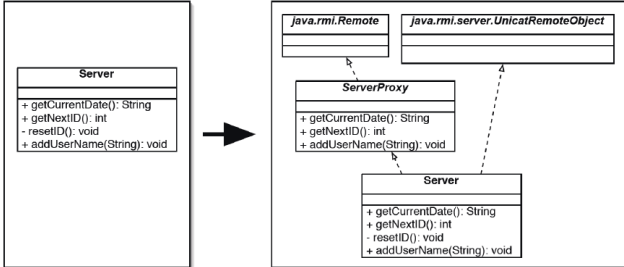 Server
+ getCurrentDate(): String
+ getNextID(): int
- resetID(): void
+ addUserName(String): void
java.rmi.Remote
java.rmi.server.UnicatRemoteObject
ServerProxy
+ getCurrentDate(): String
+ getNextID(): int
+ addUserName(String): void
Server
+ getCurrentDate(): String
+ getNextID(): int
- resetID(): void
+ addUserName(String): void